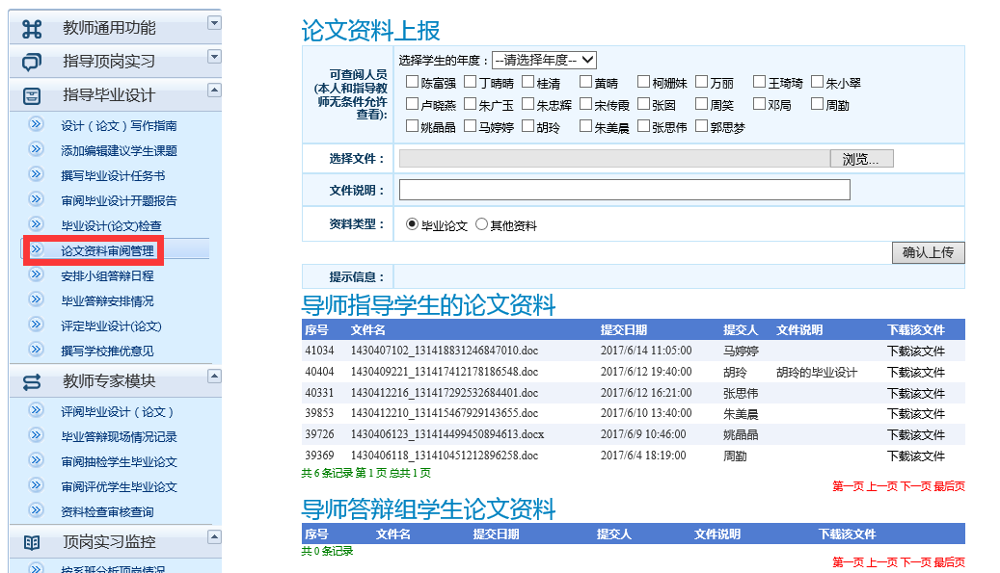 教师通用功能
指导顶岗实习
指导毕业设计
设计（论文）写作指南
添加编辑建议学生课题
撰写毕业设计任务书
审阅毕业设计开题报告
毕业设计(论文)检查
论文资料审阅管理
安排小组答辩日程
毕业答辩安排情况
评定毕业设计(论文)
撰写学校推优意见
教师专家模块
评阅毕业设计（论文）
毕业答辩现场情况记录
审阅抽检学生毕业论文
审阅评优学生毕业论文
资料检查审核查询
顶岗实习监控
按系班分析顶岗情况
论文资料上报
可查阅人员
(本人和指导教
师无条件允许
查看):
选择学生的年度：--请选择年度--
陈富强 丁晴晴 桂清 黄晴 柯姗妹 万丽 王琦琦 朱小翠
卢晓燕 朱广玉 朱忠辉 宋传霞 张囡 周笑 邓局 周勤
姚晶晶 马婷婷 胡玲 朱美晨 张思伟 郭思梦
选择文件： 浏览...
文件说明：
资料类型： 毕业论文 其他资料
确认上传
提示信息：
导师指导学生的论文资料
序号 文件名 提交日期 提交人 文件说明 下载该文件
41034 1430407102_131418831246847010.doc 2017/6/14 11:05:00 马婷婷 下载该文件
40404 1430409221_131417412178186548.doc 2017/6/12 19:40:00 胡玲 胡玲的毕业设计 下载该文件
40331 1430412216_131417292532684401.doc 2017/6/12 16:21:00 张思伟 下载该文件
39853 1430412210_131415467929143655.doc 2017/6/10 13:40:00 朱美晨 下载该文件
39726 1430406123_131414499450894613.docx 2017/6/9 10:46:00 姚晶晶 下载该文件
39369 1430406118_131410451212896258.doc 2017/6/4 18:19:00 周勤 下载该文件
共 6 条记录 第 1 页 总共 1 页
第一页 上一页 下一页 最后页
导师答辩组学生论文资料
序号 文件名 提交日期 提交人 文件说明 下载该文件
共 0 条记录
第一页 上一页 下一页 最后页